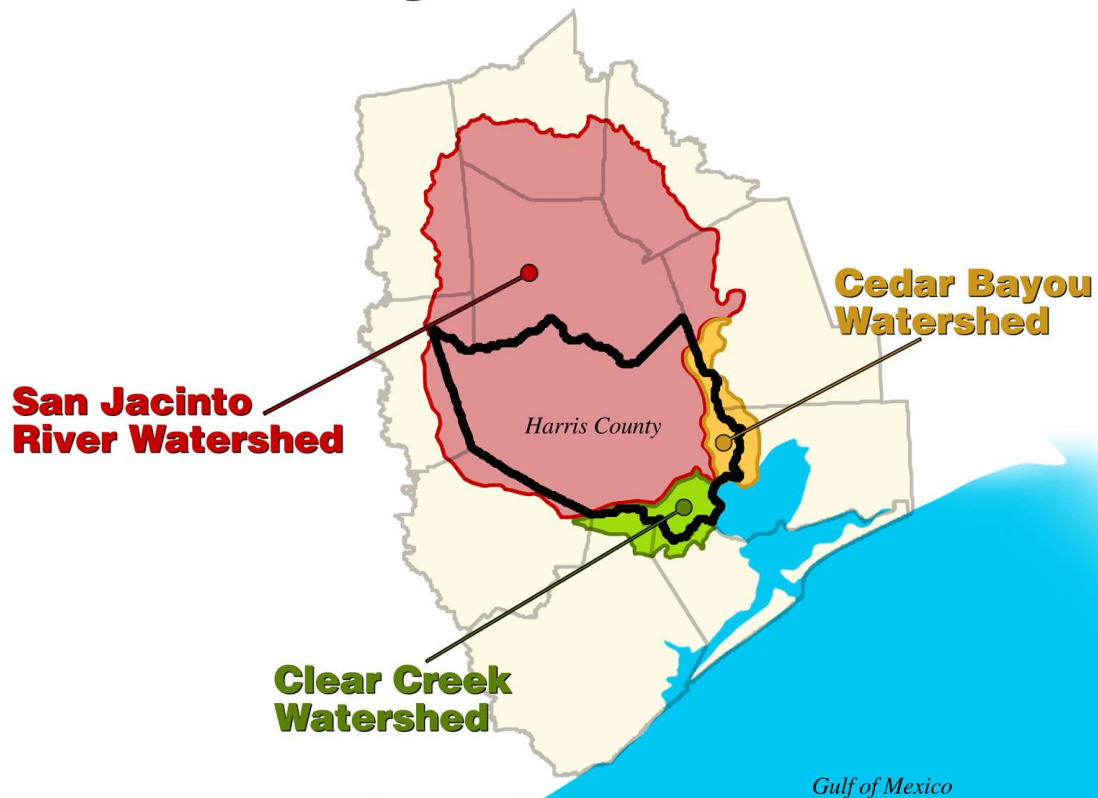 Cedar Bayou
Watershed
San Jacinto
River Watershed
Harris County
Clear Creek
Watershed
Gulf of Mexico